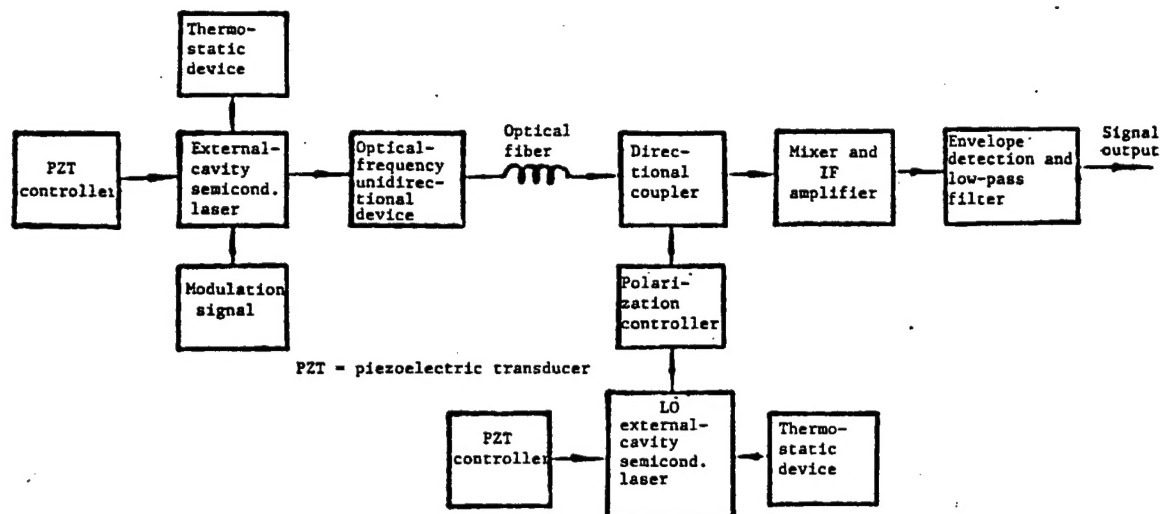 Thermo-
static
device
PZT
controller
External-
cavity
semicond.
laser
Optical-
frequency
unidirec-
tional
device
Optical
fiber
Direc-
tional
coupler
Mixer and
IF
amplifier
Envelope
detection and
low-pass
filter
Signal
output
Modulation
signal
Polari-
zation
controller
PZT = piezoelectric transducer
PZT
controller
LO
external-
cavity
semicond.
laser
Thermo-
static
device